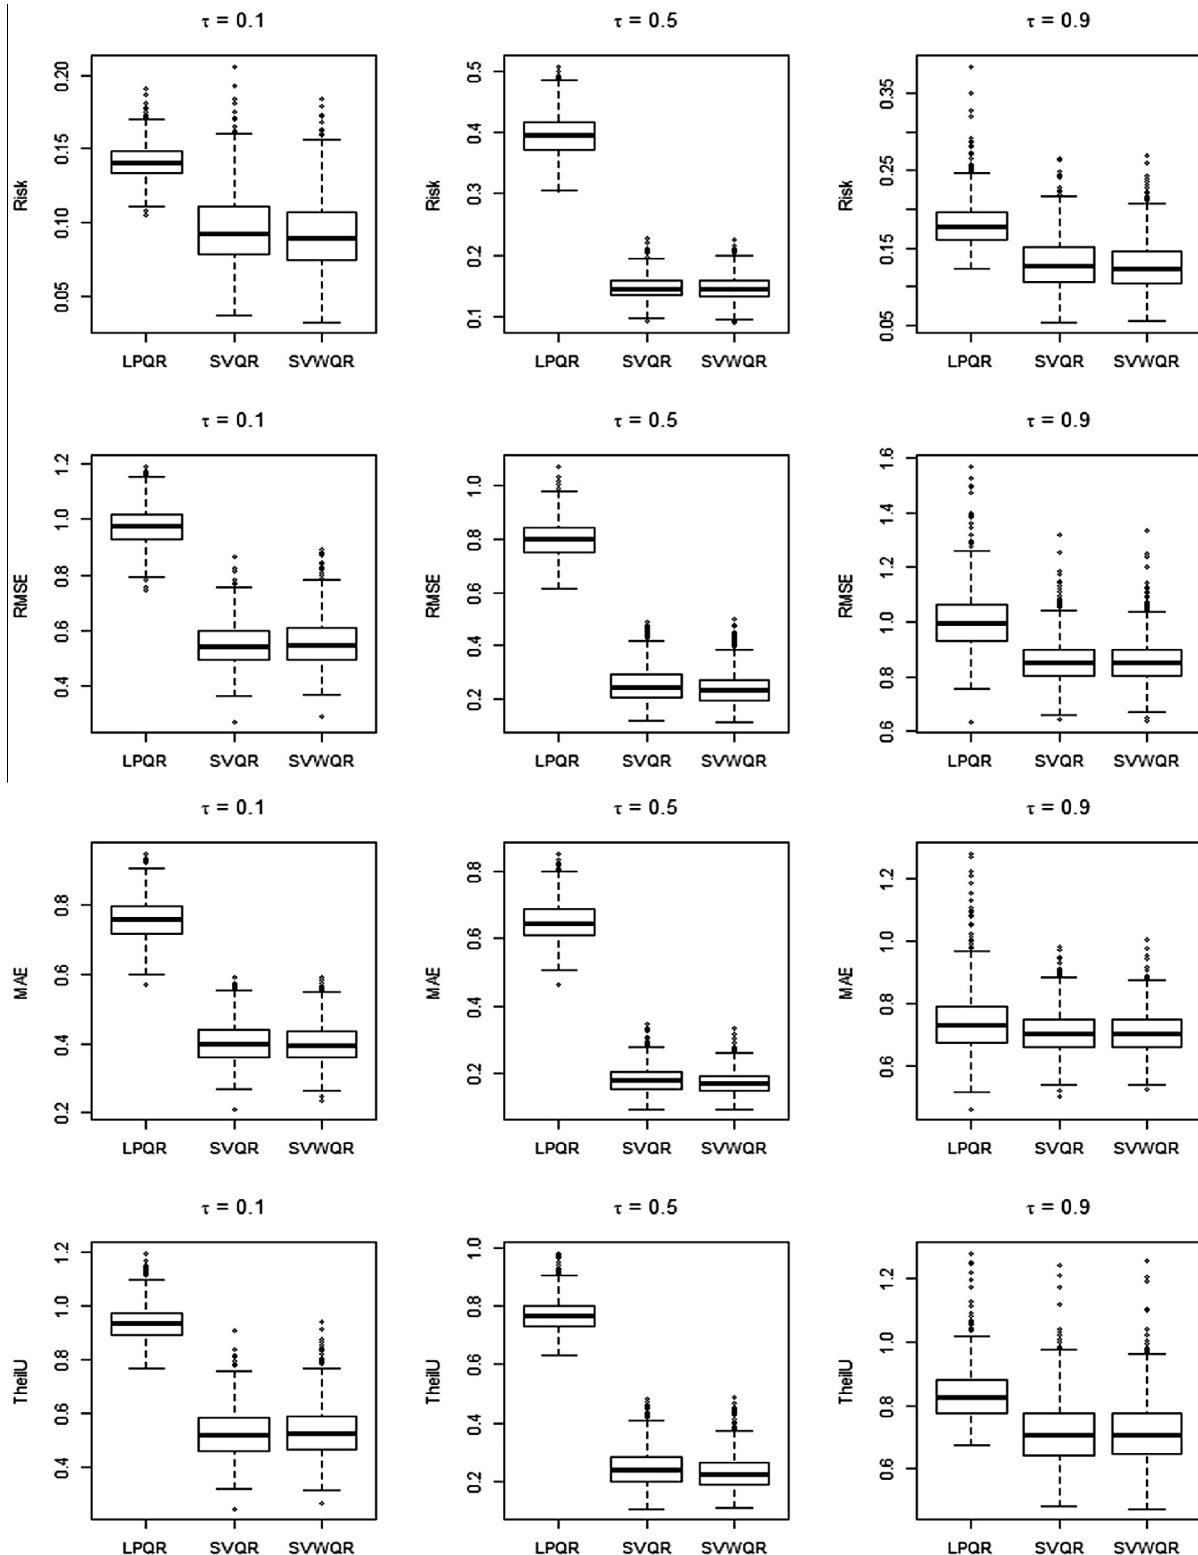 τ = 0.1
τ = 0.5
τ = 0.9
Risk
0.20
0.15
0.10
0.05
LPQR SVQR SVWQR
Risk
0.5
0.4
0.3
0.2
0.1
LPQR SVQR SVWQR
Risk
0.35
0.25
0.15
0.05
LPQR SVQR SVWQR
τ = 0.1
τ = 0.5
τ = 0.9
RMSE
1.2
1.0
0.8
0.6
0.4
LPQR SVQR SVWQR
RMSE
1.0
0.8
0.6
0.4
0.2
LPQR SVQR SVWQR
RMSE
1.6
1.4
1.2
1.0
0.8
0.6
LPQR SVQR SVWQR
τ = 0.1
τ = 0.5
τ = 0.9
MAE
0.8
0.6
0.4
0.2
LPQR SVQR SVWQR
MAE
0.8
0.6
0.4
0.2
LPQR SVQR SVWQR
MAE
1.2
1.0
0.8
0.6
LPQR SVQR SVWQR
τ = 0.1
τ = 0.5
τ = 0.9
TheilU
1.2
1.0
0.8
0.6
0.4
LPQR SVQR SVWQR
TheilU
1.0
0.8
0.6
0.4
0.2
LPQR SVQR SVWQR
TheilU
1.2
1.0
0.8
0.6
LPQR SVQR SVWQR